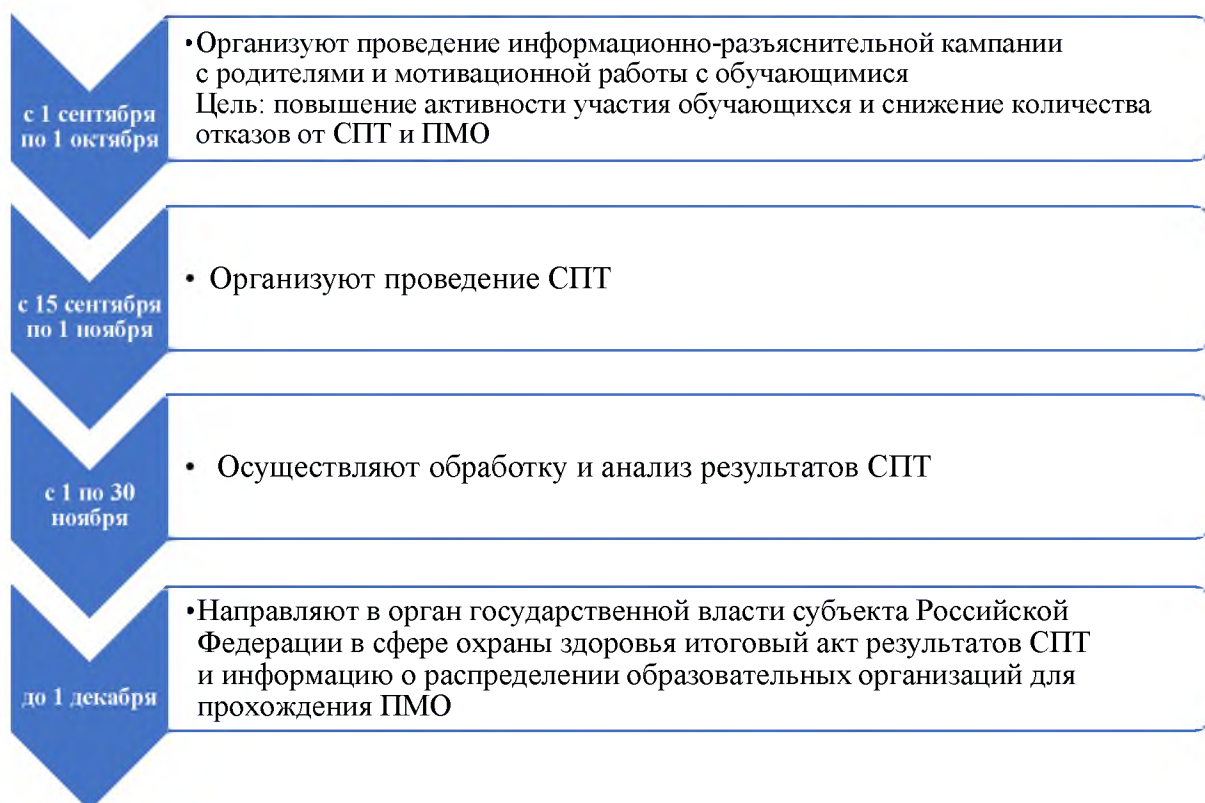 с 1 сентября
по 1 октября
•Организуют проведение информационно-разъяснительной кампании
с родителями и мотивационной работы с обучающимися
Цель: повышение активности участия обучающихся и снижение количества
отказов от СПТ и ПМО
с 15 сентября
по 1 ноября
• Организуют проведение СПТ
с 1 по 30
ноября
• Осуществляют обработку и анализ результатов СПТ
до 1 декабря
•Направляют в орган государственной власти субъекта Российской
Федерации в сфере охраны здоровья итоговый акт результатов СПТ
и информацию о распределении образовательных организаций для
прохождения ПМО